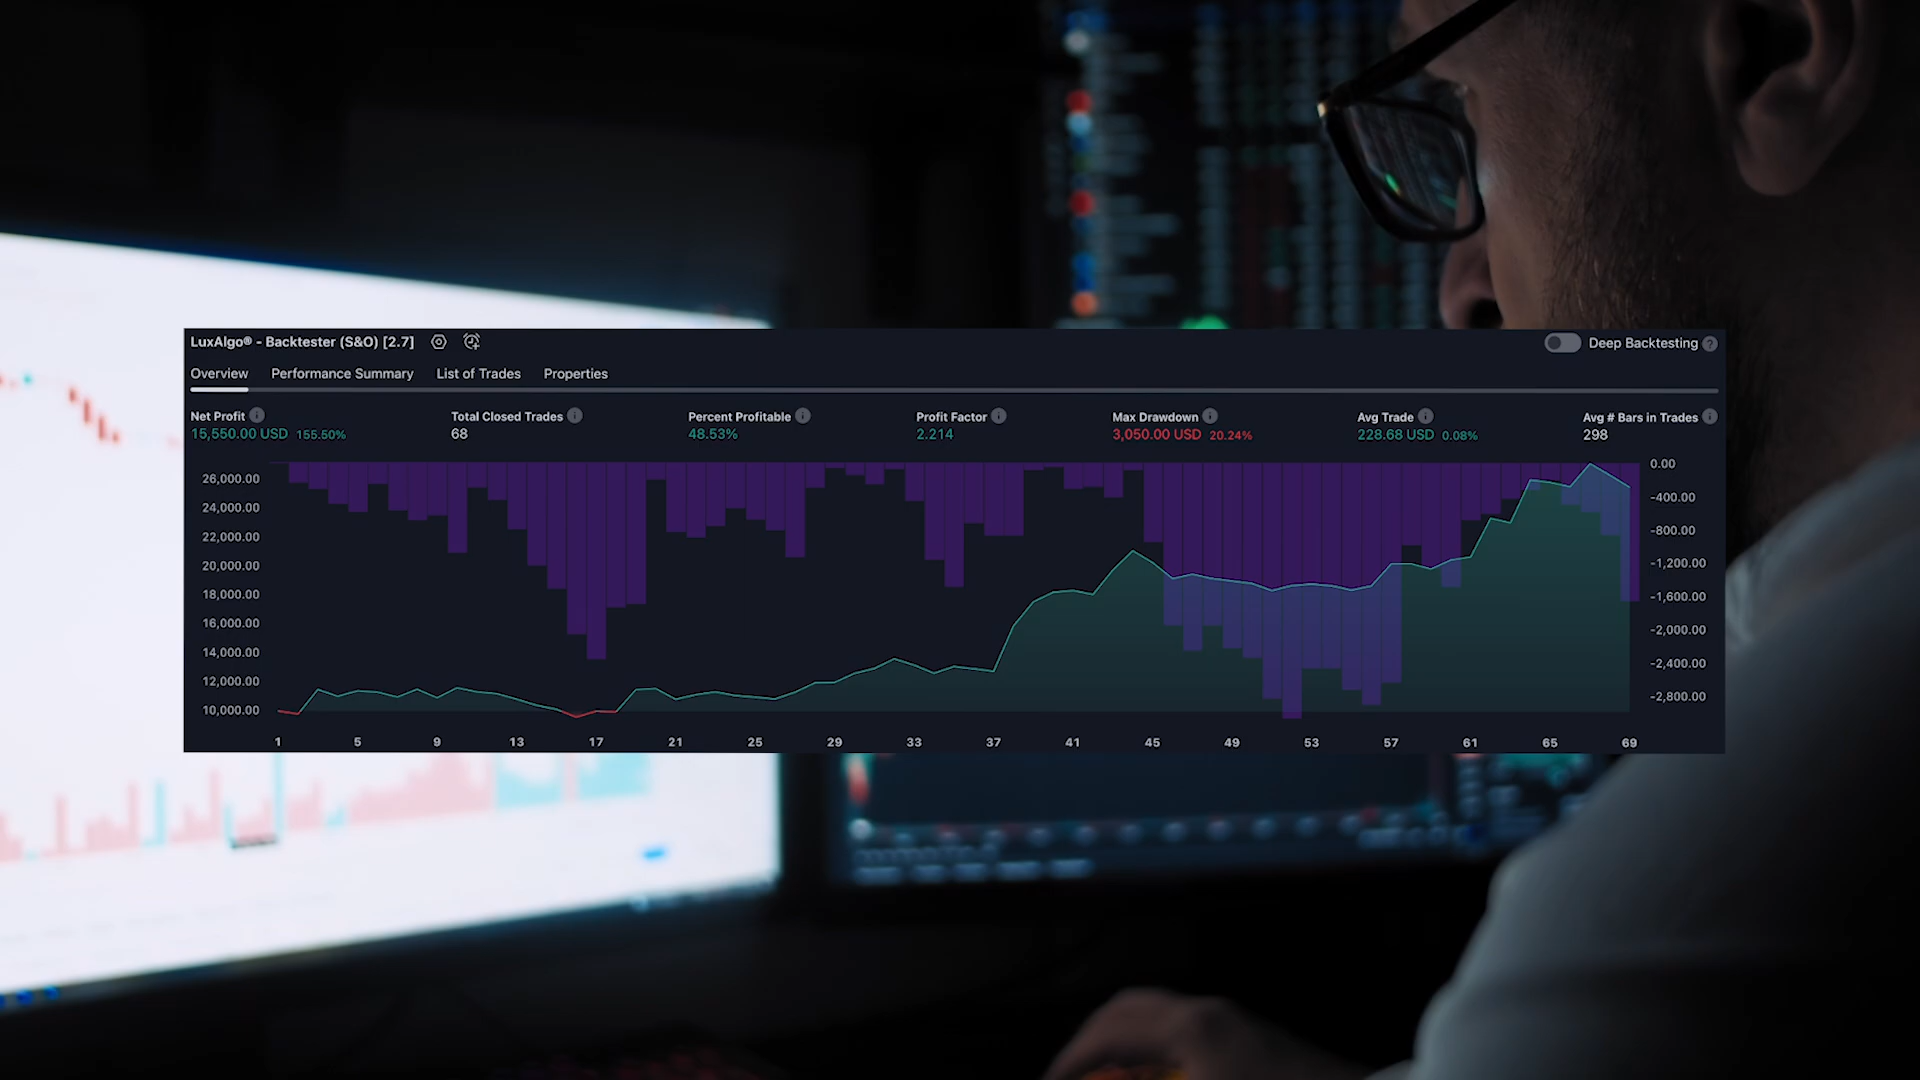 LuxAlgo® - Backtester (S&O) [2.7]
Deep Backtesting ?
Overview Performance Summary List of Trades Properties
Net Profit Total Closed Trades Percent Profitable Profit Factor Max Drawdown Avg Trade Avg # Bars in Trades
15,550.00 USD 155.50% 68 48.53% 2.214 3,050.00 USD 20.24% 228.68 USD 0.08% 298
26,000.00
24,000.00
22,000.00
20,000.00
18,000.00
16,000.00
14,000.00
12,000.00
10,000.00
0.00
-400.00
-800.00
-1,200.00
-1,600.00
-2,000.00
-2,400.00
-2,800.00
1 5 9 13 17 21 25 29 33 37 41 45 49 53 57 61 65 69